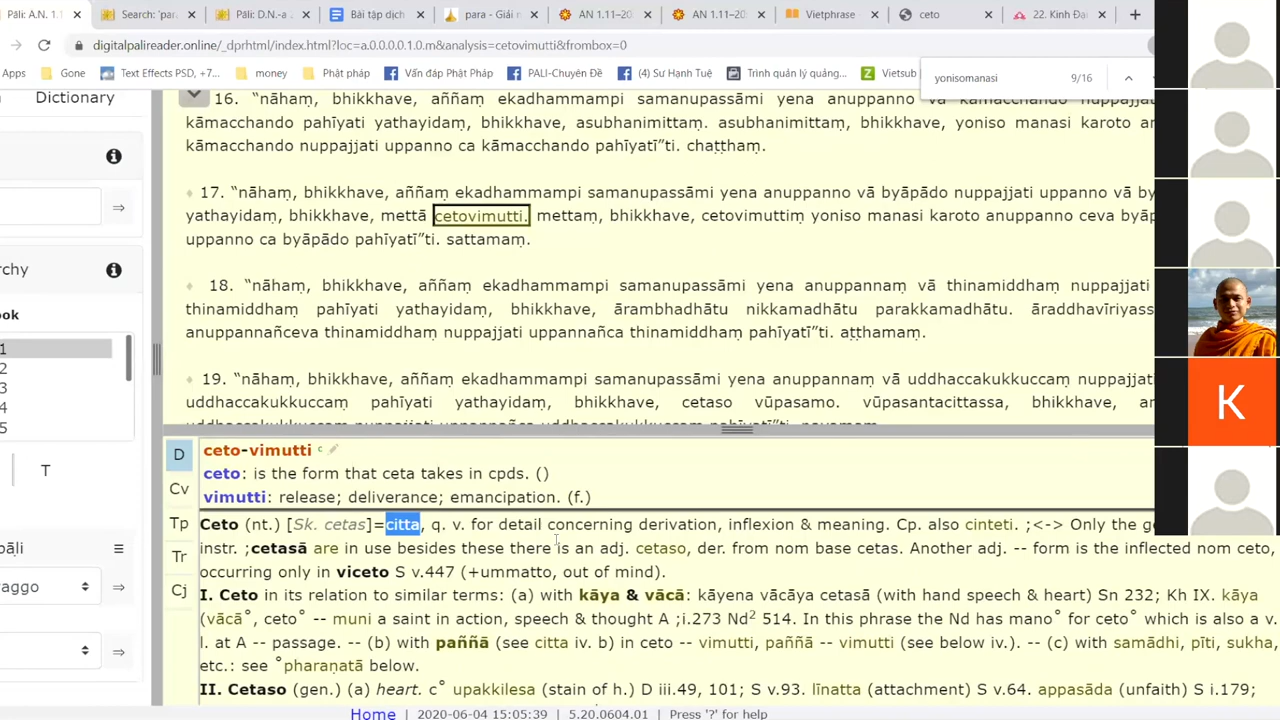 Pāli: A.N. 1.1
Search: 'par
Pāli: D.N.-a
Bài tập dịch
para - Giải n
AN 1.11–20
AN 1.11–20
Vietphrase -
ceto
22. Kinh Đại
digitalpalireader.online/_dprhtml/index.html?loc=a.0.0.0.0.1.0.m&analysis=cetovimutti&frombox=0
Apps
Gone
Text Effects PSD, +7...
money
Phật pháp
Vấn đáp Phật Pháp
PALI-Chuyên Đề
(4) Sư Hạnh Tuệ
Trình quản lý quảng...
Vietsub
yonisomanasi 9/16
Dictionary
16. “nāhaṃ, bhikkhave, aññaṃ ekadhammampi samanupassāmi yena anuppanno vā kāmacchando nuppajjati
kāmacchando pahīyati yathayidaṃ, bhikkhave, asubhanimittaṃ. asubhanimittaṃ, bhikkhave, yoniso manasi karoto
kāmacchando nuppajjati uppanno ca kāmacchando pahīyatī”ti. chaṭṭhaṃ.
17. “nāhaṃ, bhikkhave, aññaṃ ekadhammampi samanupassāmi yena anuppanno vā byāpādo nuppajjati uppanno vā
yathayidaṃ, bhikkhave, mettā cetovimutti. mettaṃ, bhikkhave, cetovimuttiṃ yoniso manasi karoto anuppanno ceva
uppanno ca byāpādo pahīyatī”ti. sattamaṃ.
18. “nāhaṃ, bhikkhave, aññaṃ ekadhammampi samanupassāmi yena anuppannaṃ vā thinamiddhaṃ nuppajjati
thinamiddhaṃ pahīyati yathayidaṃ, bhikkhave, ārambhadhātu nikkamadhātu parakkamadhātu. āraddhavīriyass
anuppannañceva thinamiddhaṃ nuppajjati uppannañca thinamiddhaṃ pahīyatī”ti. aṭṭhamaṃ.
19. “nāhaṃ, bhikkhave, aññaṃ ekadhammampi samanupassāmi yena anuppannaṃ vā uddhaccakukkuccaṃ nuppajjati
uddhaccakukkuccaṃ pahīyati yathayidaṃ, bhikkhave, cetaso vūpasamo. vūpasantacittassa, bhikkhave,
rchy
ook
1
2
3
4
5
T
pāḷi
raggo
K
D
Cv
Tp
Tr
Cj
ceto-vimutti c
ceto: is the form that ceta takes in cpds. ()
vimutti: release; deliverance; emancipation. (f.)
Ceto (nt.) [Sk. cetas]=citta, q. v. for detail concerning derivation, inflexion & meaning. Cp. also cinteti. ;<-> Only the
instr. ;cetasā are in use besides these there is an adj. cetaso, der. from nom base cetas. Another adj. -- form is the inflected nom ceto,
occurring only in viceto S v.447 (+ummatto, out of mind).
I. Ceto in its relation to similar terms: (a) with kāya & vācā: kāyena vācāya cetasā (with hand speech & heart) Sn 232; Kh IX. kāya
(vācā˚, ceto˚ -- muni a saint in action, speech & thought A ;i.273 Nd² 514. In this phrase the Nd has mano˚ for ceto˚ which is also a v.
l. at A -- passage. -- (b) with paññā (see citta iv. b) in ceto -- vimutti, paññā -- vimutti (see below iv.). -- (c) with samādhi, pīti, sukha,
etc.: see ˚pharaṇatā below.
II. Cetaso (gen.) (a) heart. c˚ upakkilesa (stain of h.) D iii.49, 101; S v.93. līnatta (attachment) S v.64. appasāda (unfaith) S i.179;
Home | 2020-06-04 15:05:39 | 5.20.0604.01 | Press '?' for help